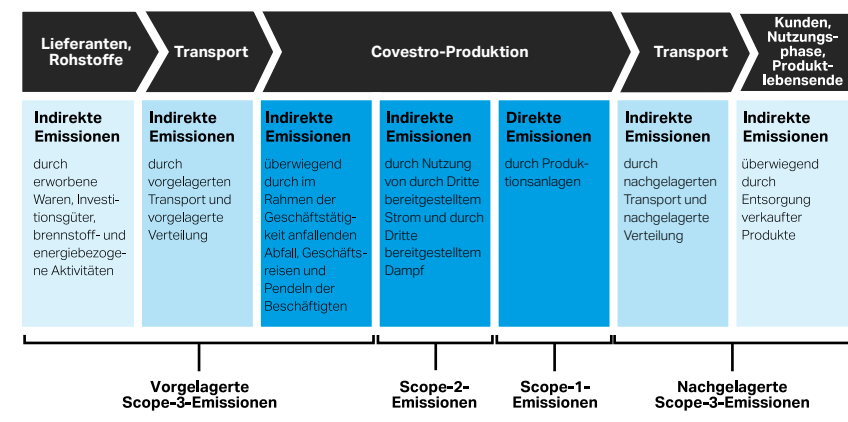 Lieferanten,
Rohstoffe
Transport
Covestro-Produktion
Transport
Kunden,
Nutzungs-
phase,
Produkt-
lebensende
Indirekte
Emissionen
durch
erworbene
Waren, Investi-
tionsgüter,
brennstoff- und
energiebezoge-
ne Aktivitäten
Indirekte
Emissionen
durch
vorgelagerten
Transport und
vorgelagerte
Verteilung
Indirekte
Emissionen
überwiegend
durch im
Rahmen der
Geschäftstätig-
keit anfallenden
Abfall, Geschäfts-
reisen und
Pendeln der
Beschäftigten
Indirekte
Emissionen
durch Nutzung
von durch Dritte
bereitgestelltem
Strom und durch
Dritte
bereitgestelltem
Dampf
Direkte
Emissionen
durch Produk-
tionsanlagen
Indirekte
Emissionen
durch
nachgelagerten
Transport und
nachgelagerte
Verteilung
Indirekte
Emissionen
überwiegend
durch
Entsorgung
verkaufter
Produkte
Vorgelagerte
Scope-3-Emissionen
Scope-2-
Emissionen
Scope-1-
Emissionen
Nachgelagerte
Scope-3-Emissionen